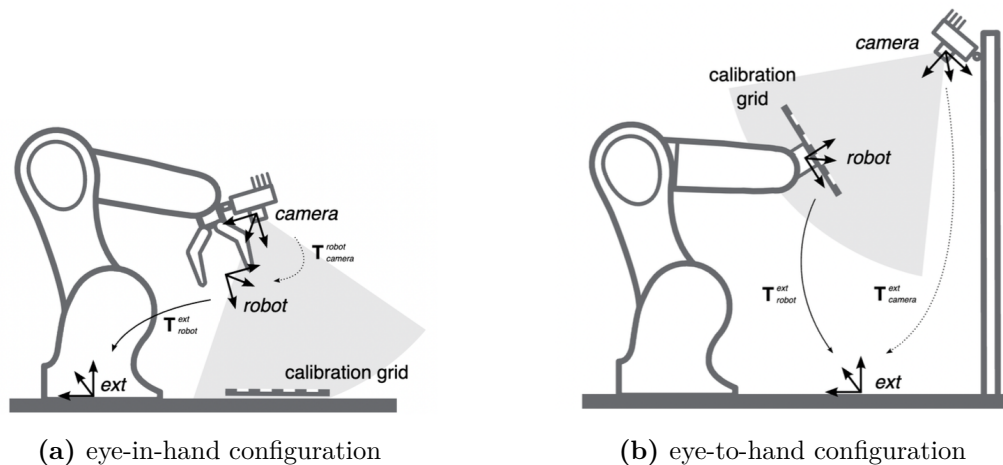 camera
T robot camera
robot
T ext robot
calibration grid
ext
camera
calibration
grid
robot
T ext robot
T ext camera
ext
(a) eye-in-hand configuration
(b) eye-to-hand configuration